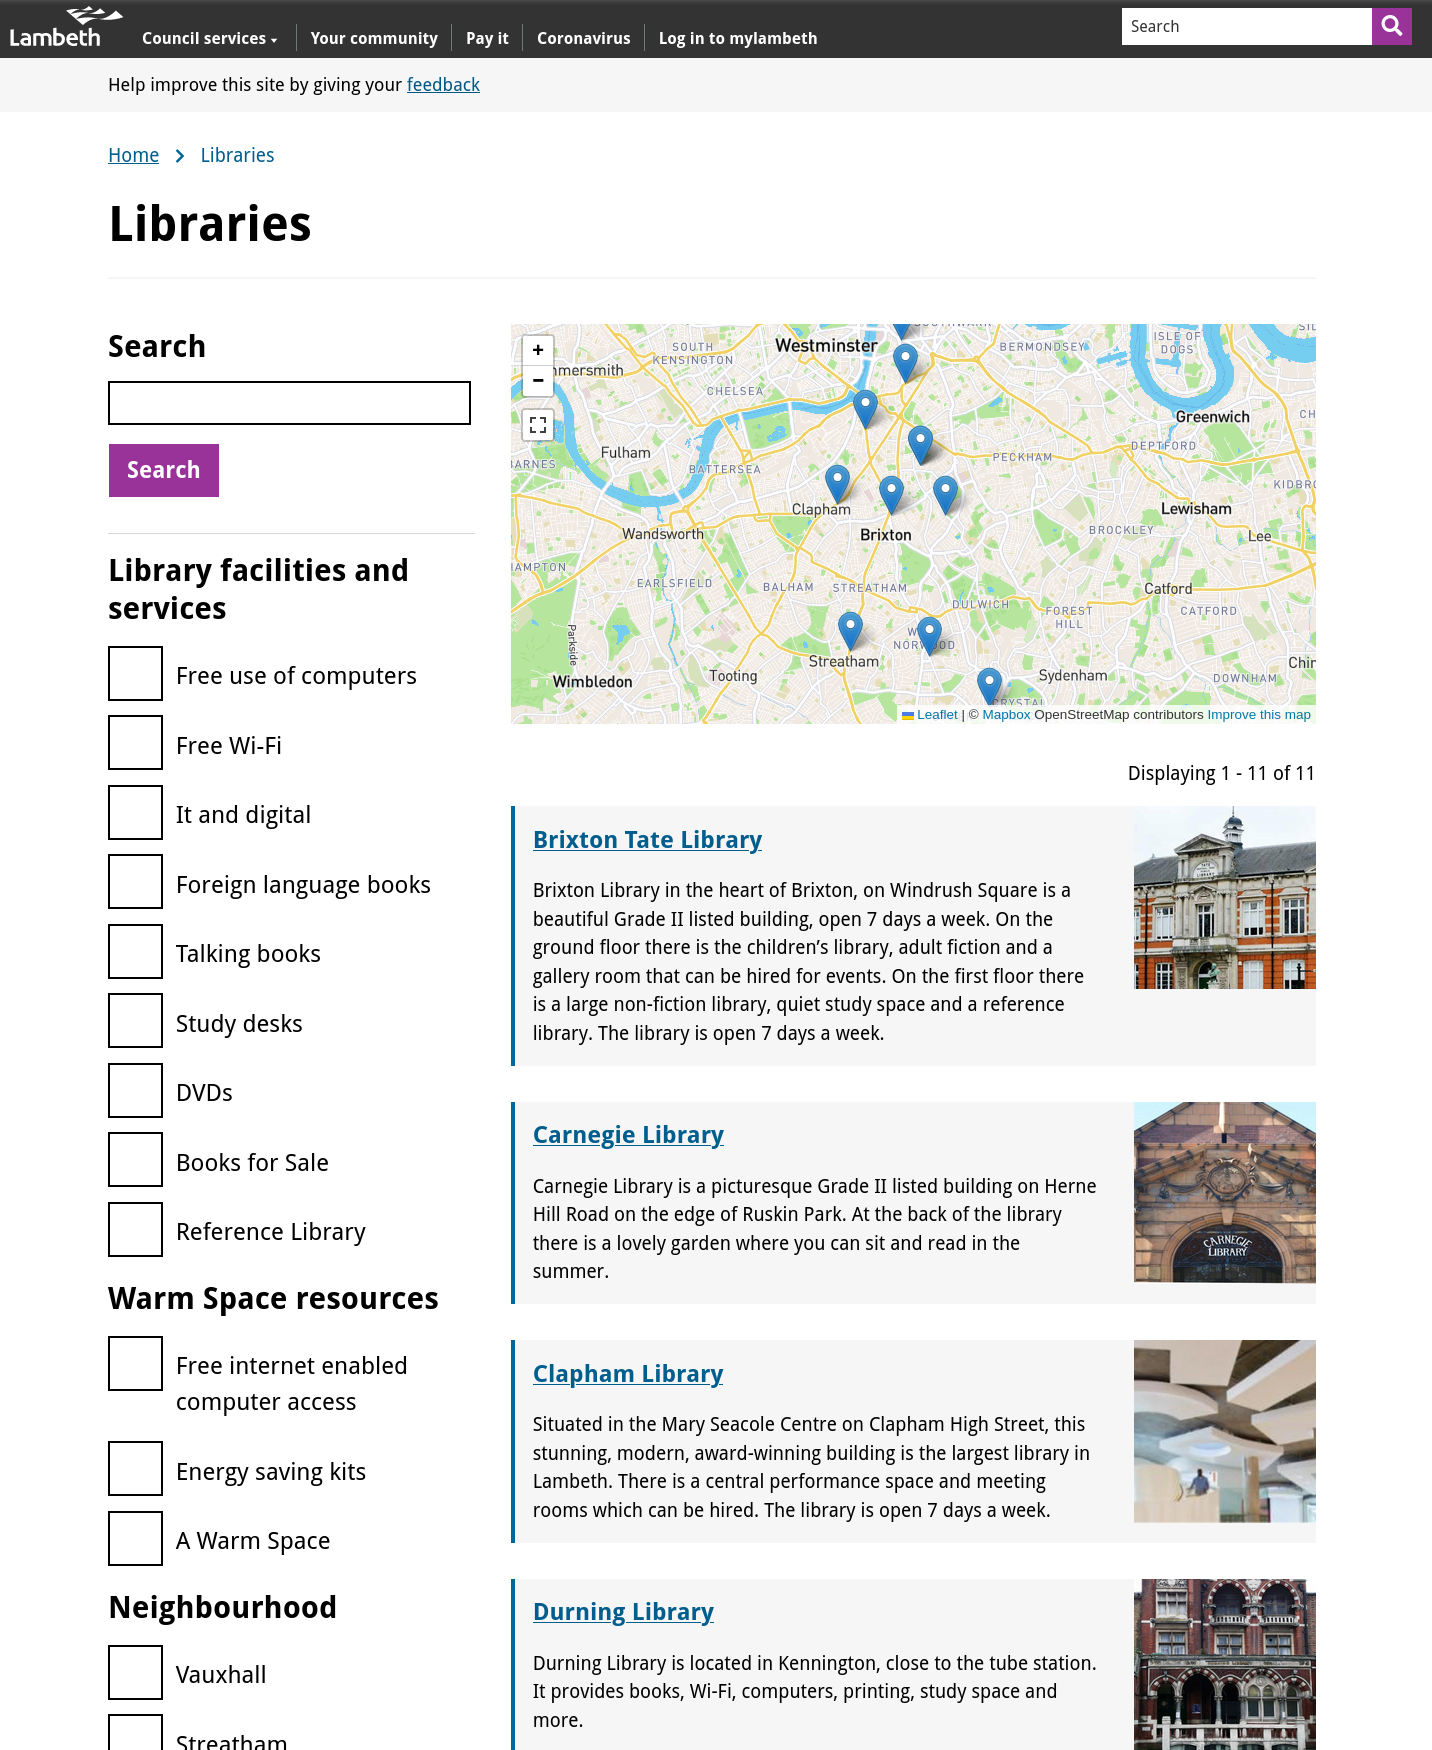 Lambeth
Council services
Your community
Pay it
Coronavirus
Log in to mylambeth
Search
Help improve this site by giving your feedback
Home
Libraries
Libraries
Search
Search
Library facilities and
services
Free use of computers
Free Wi-Fi
It and digital
Foreign language books
Talking books
Study desks
DVDs
Books for Sale
Reference Library
Warm Space resources
Free internet enabled
computer access
Energy saving kits
A Warm Space
Neighbourhood
Vauxhall
Streatham
+
−
Westminster
SOUTH
KENSINGTON
BERMONDSEY
ISLE OF
DOGS
CHELSEA
Greenwich
Fulham
BATTERSEA
PECKHAM
DEPTFORD
Clapham
Lewisham
Wandsworth
Brixton
BROCKLEY
Lee
EARLSFIELD
BALHAM
STREATHAM
Catford
DULWICH
FOREST
HILL
CATFORD
Parkside
Streatham
Wimbledon
Tooting
Sydenham
DOWNHAM
Leaflet | © Mapbox OpenStreetMap contributors Improve this map
Displaying 1 - 11 of 11
Brixton Tate Library
Brixton Library in the heart of Brixton, on Windrush Square is a
beautiful Grade II listed building, open 7 days a week. On the
ground floor there is the children’s library, adult fiction and a
gallery room that can be hired for events. On the first floor there
is a large non-fiction library, quiet study space and a reference
library. The library is open 7 days a week.
Carnegie Library
Carnegie Library is a picturesque Grade II listed building on Herne
Hill Road on the edge of Ruskin Park. At the back of the library
there is a lovely garden where you can sit and read in the
summer.
CARNEGIE
LIBRARY
Clapham Library
Situated in the Mary Seacole Centre on Clapham High Street, this
stunning, modern, award-winning building is the largest library in
Lambeth. There is a central performance space and meeting
rooms which can be hired. The library is open 7 days a week.
Durning Library
Durning Library is located in Kennington, close to the tube station.
It provides books, Wi-Fi, computers, printing, study space and
more.